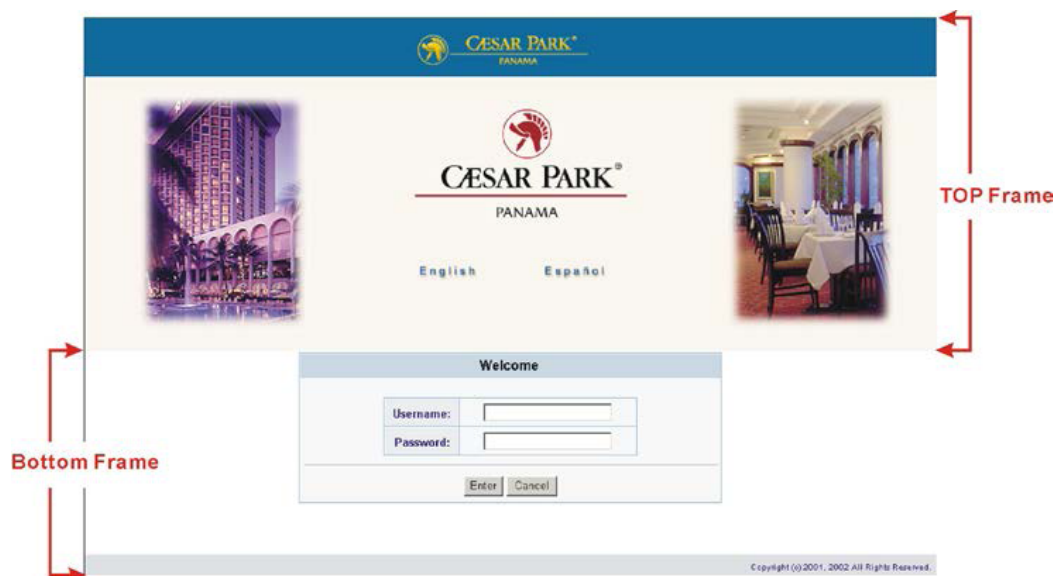 CÆSAR PARK®
PANAMA
CÆSAR PARK®
PANAMA
TOP Frame
English Español
Welcome
Username:
Password:
Bottom Frame
Enter Cancel
Copyright (c) 2001, 2002 All Rights Reserved.